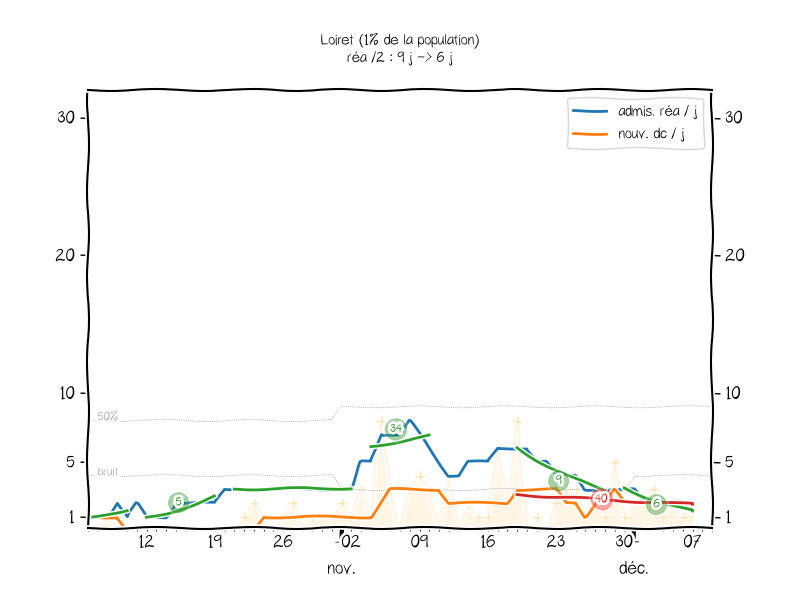 Loiret (1% de la population)
réa /2 : 9 j -> 6 j
admis. réa / j
nouv. dc / j
30 30
20 20
10 10
50%
34
5 5
bruit
9
40
5
6
1 1
12 19 26 02 09 16 23 30 07
nov. déc.